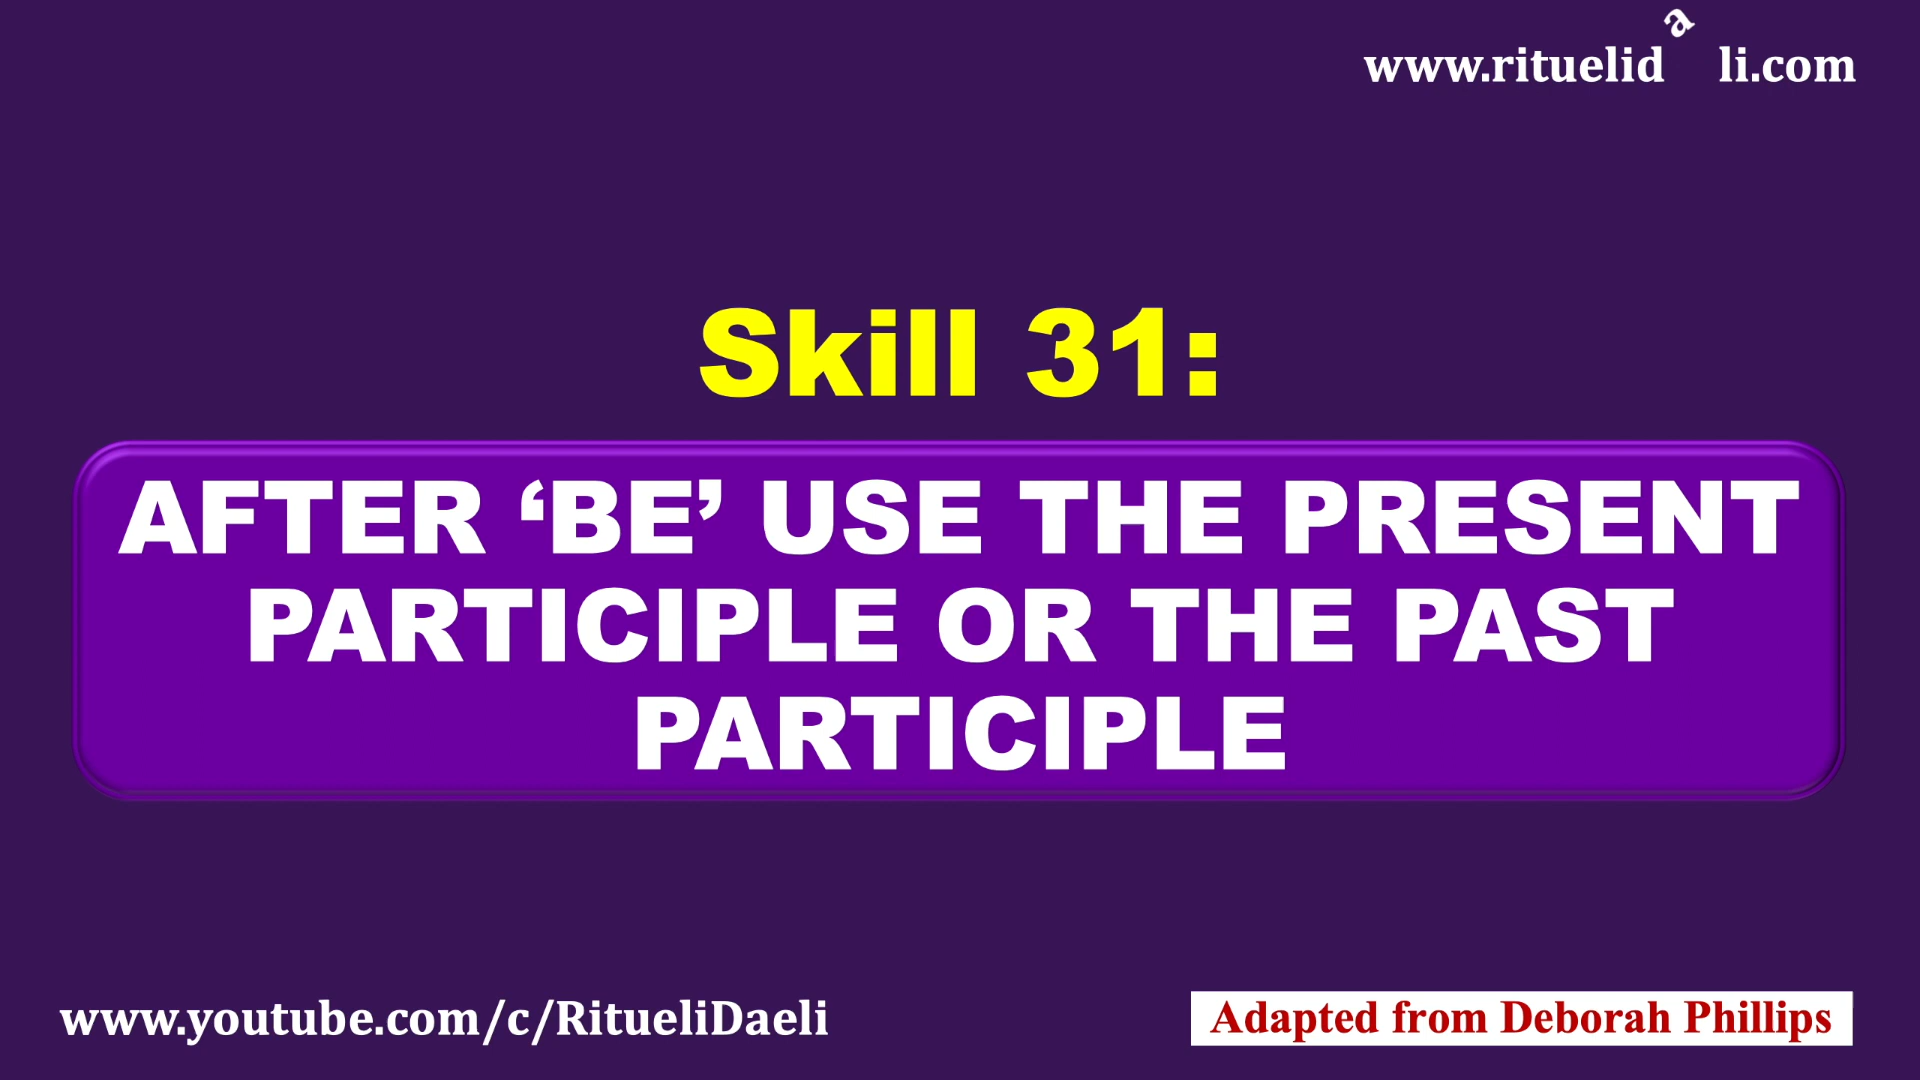 www.rituelidali.com
Skill 31:
AFTER ‘BE’ USE THE PRESENT
PARTICIPLE OR THE PAST
PARTICIPLE
www.youtube.com/c/RitueliDaeli
Adapted from Deborah Phillips